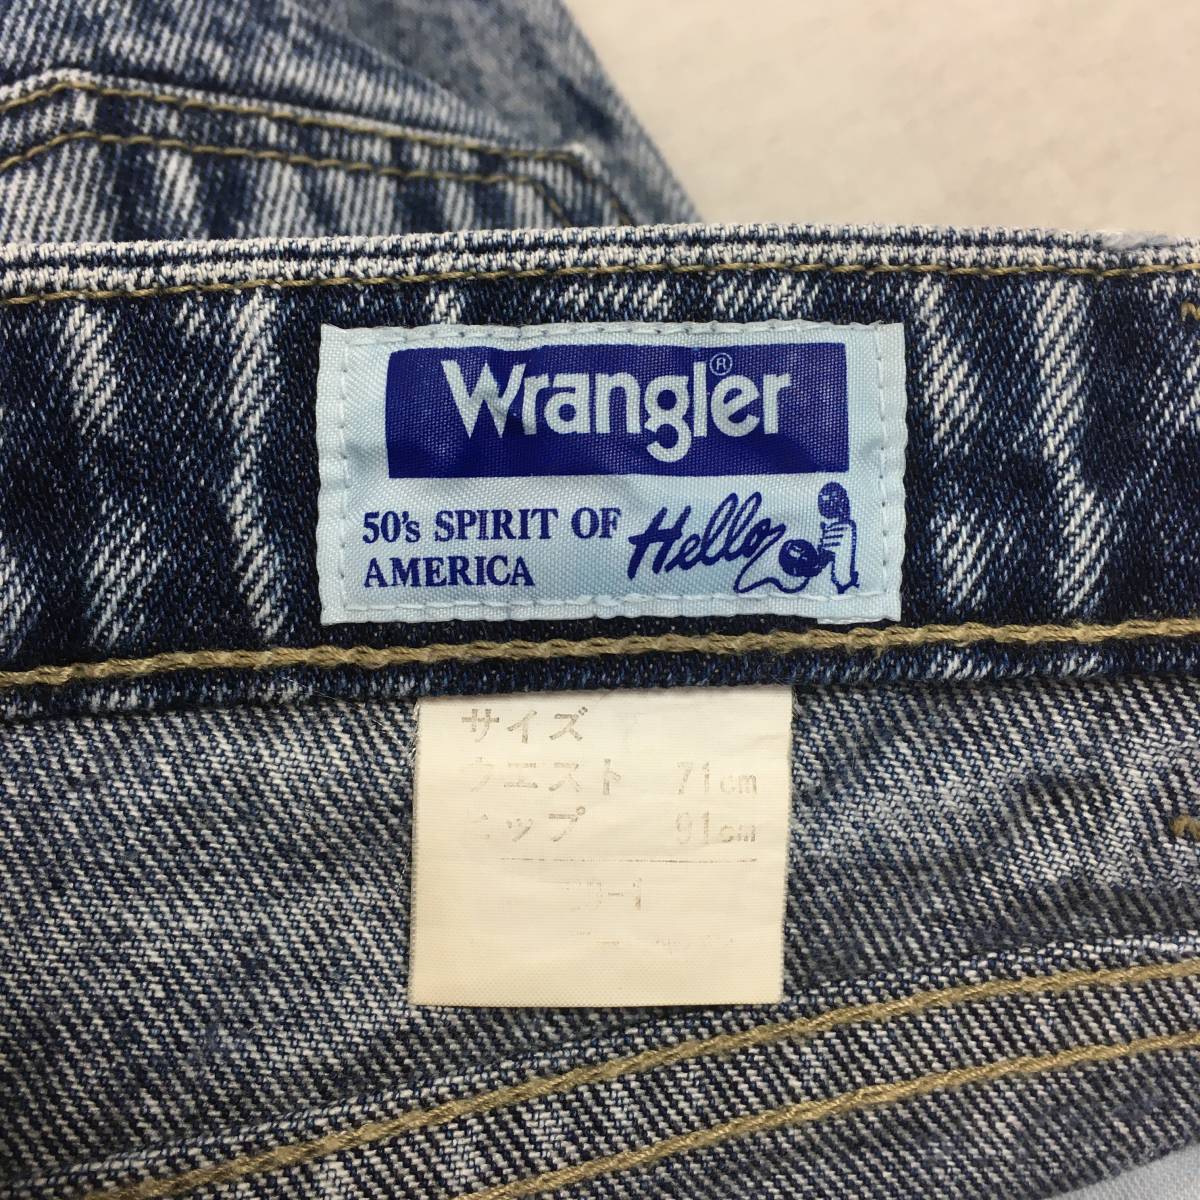 Wrangler®
50's SPIRIT OF
AMERICA
Hello
サイズ
ウエスト 71cm
ヒップ 91cm